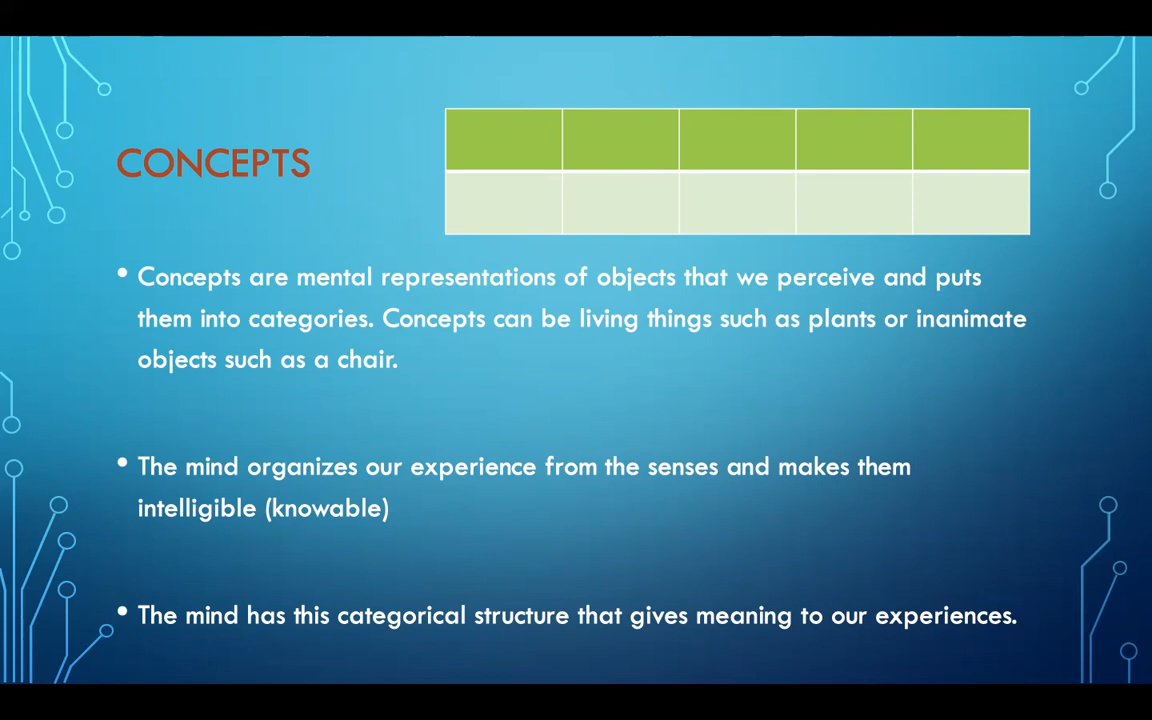 CONCEPTS
• Concepts are mental representations of objects that we perceive and puts
them into categories. Concepts can be living things such as plants or inanimate
objects such as a chair.
• The mind organizes our experience from the senses and makes them
intelligible (knowable)
• The mind has this categorical structure that gives meaning to our experiences.